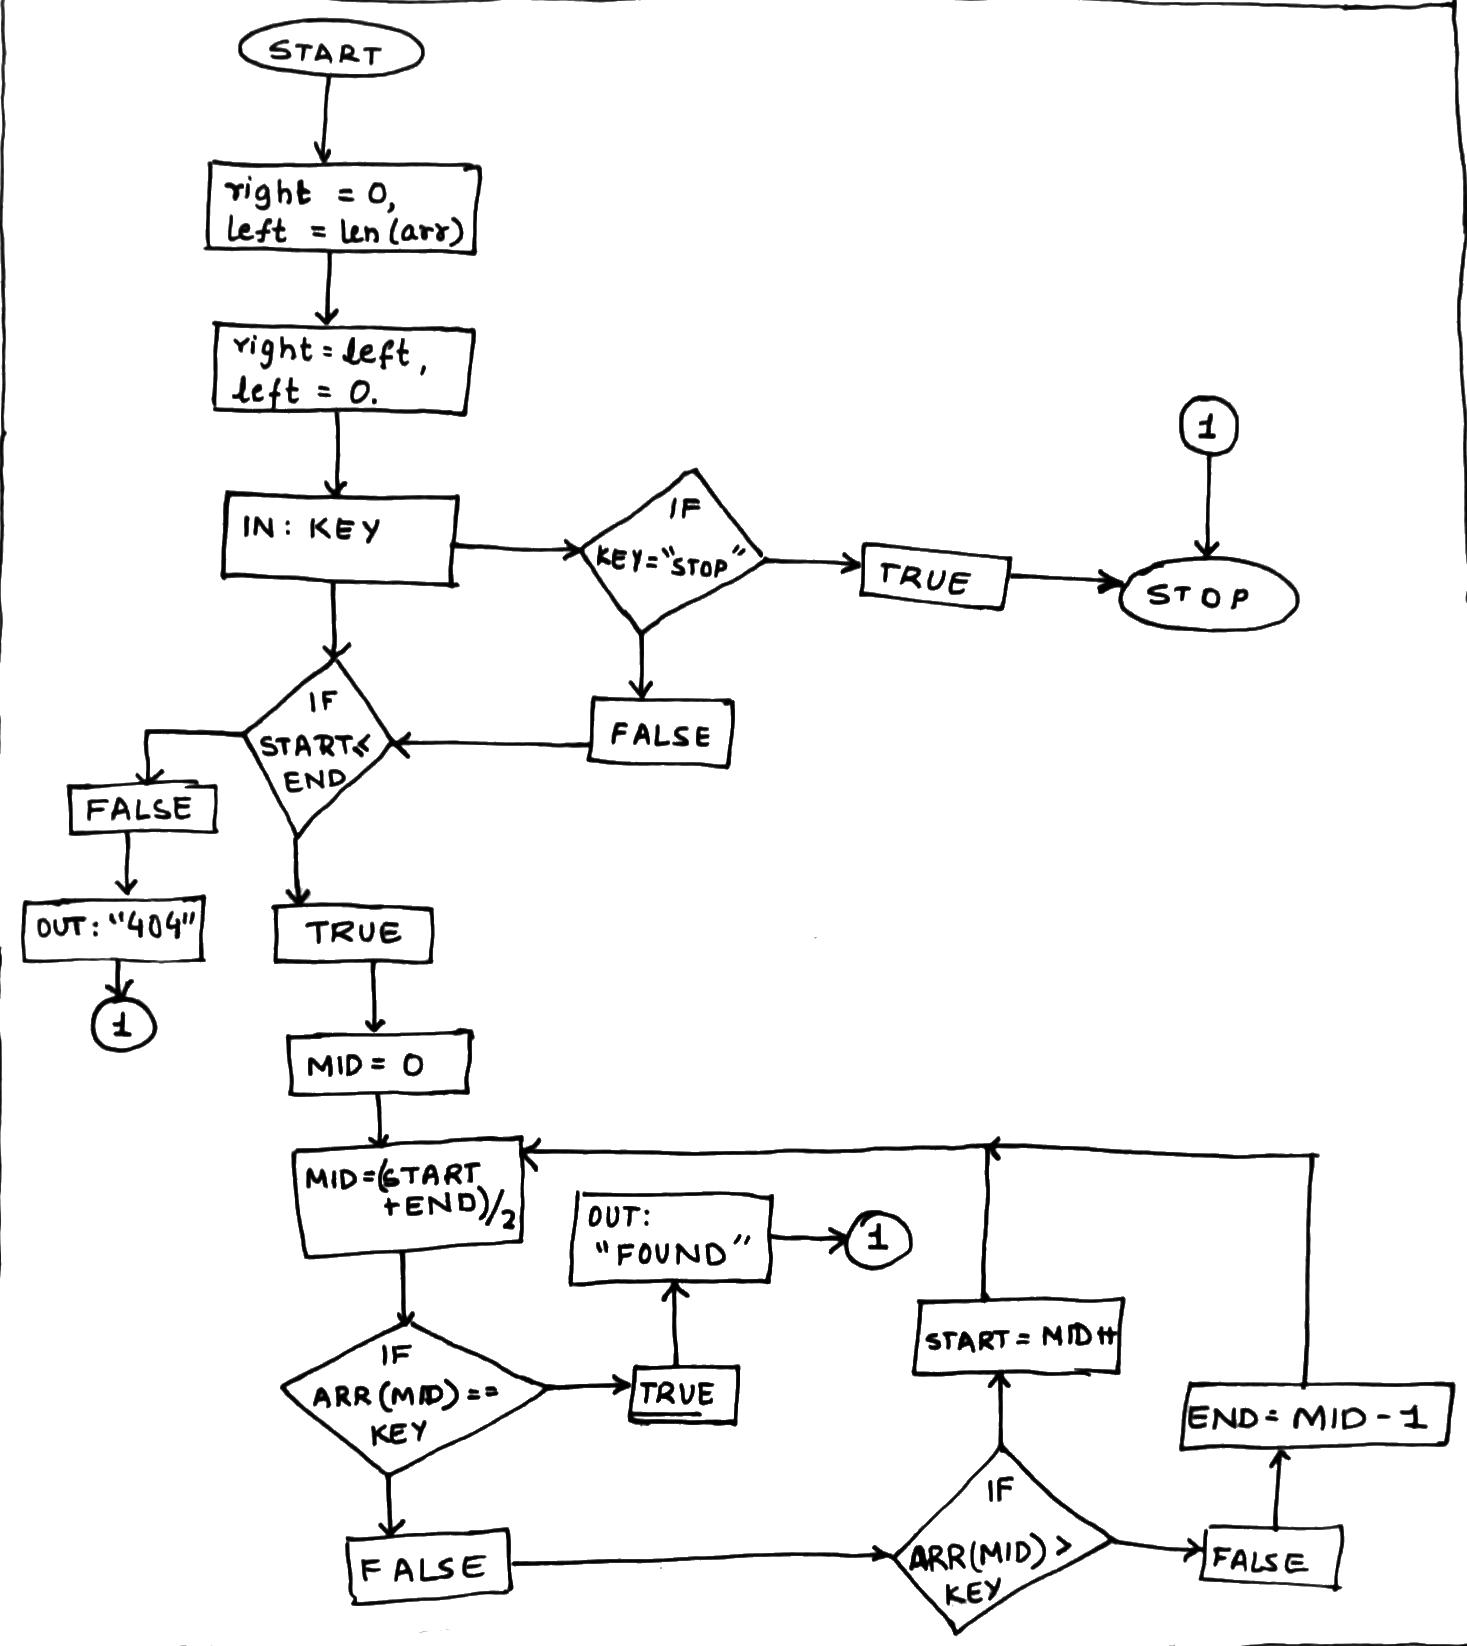 START
right = 0,
left = len(arr)
right = left,
left = 0.
1
IN: KEY
IF
KEY="STOP"
TRUE
STOP
IF
START≤
END
FALSE
FALSE
OUT: "404"
1
TRUE
MID = 0
MID=(START
+END)/2
OUT:
"FOUND"
1
START = MID++
IF
ARR(MID) ==
KEY
TRUE
END = MID - 1
IF
ARR(MID) >
KEY
FALSE
FALSE